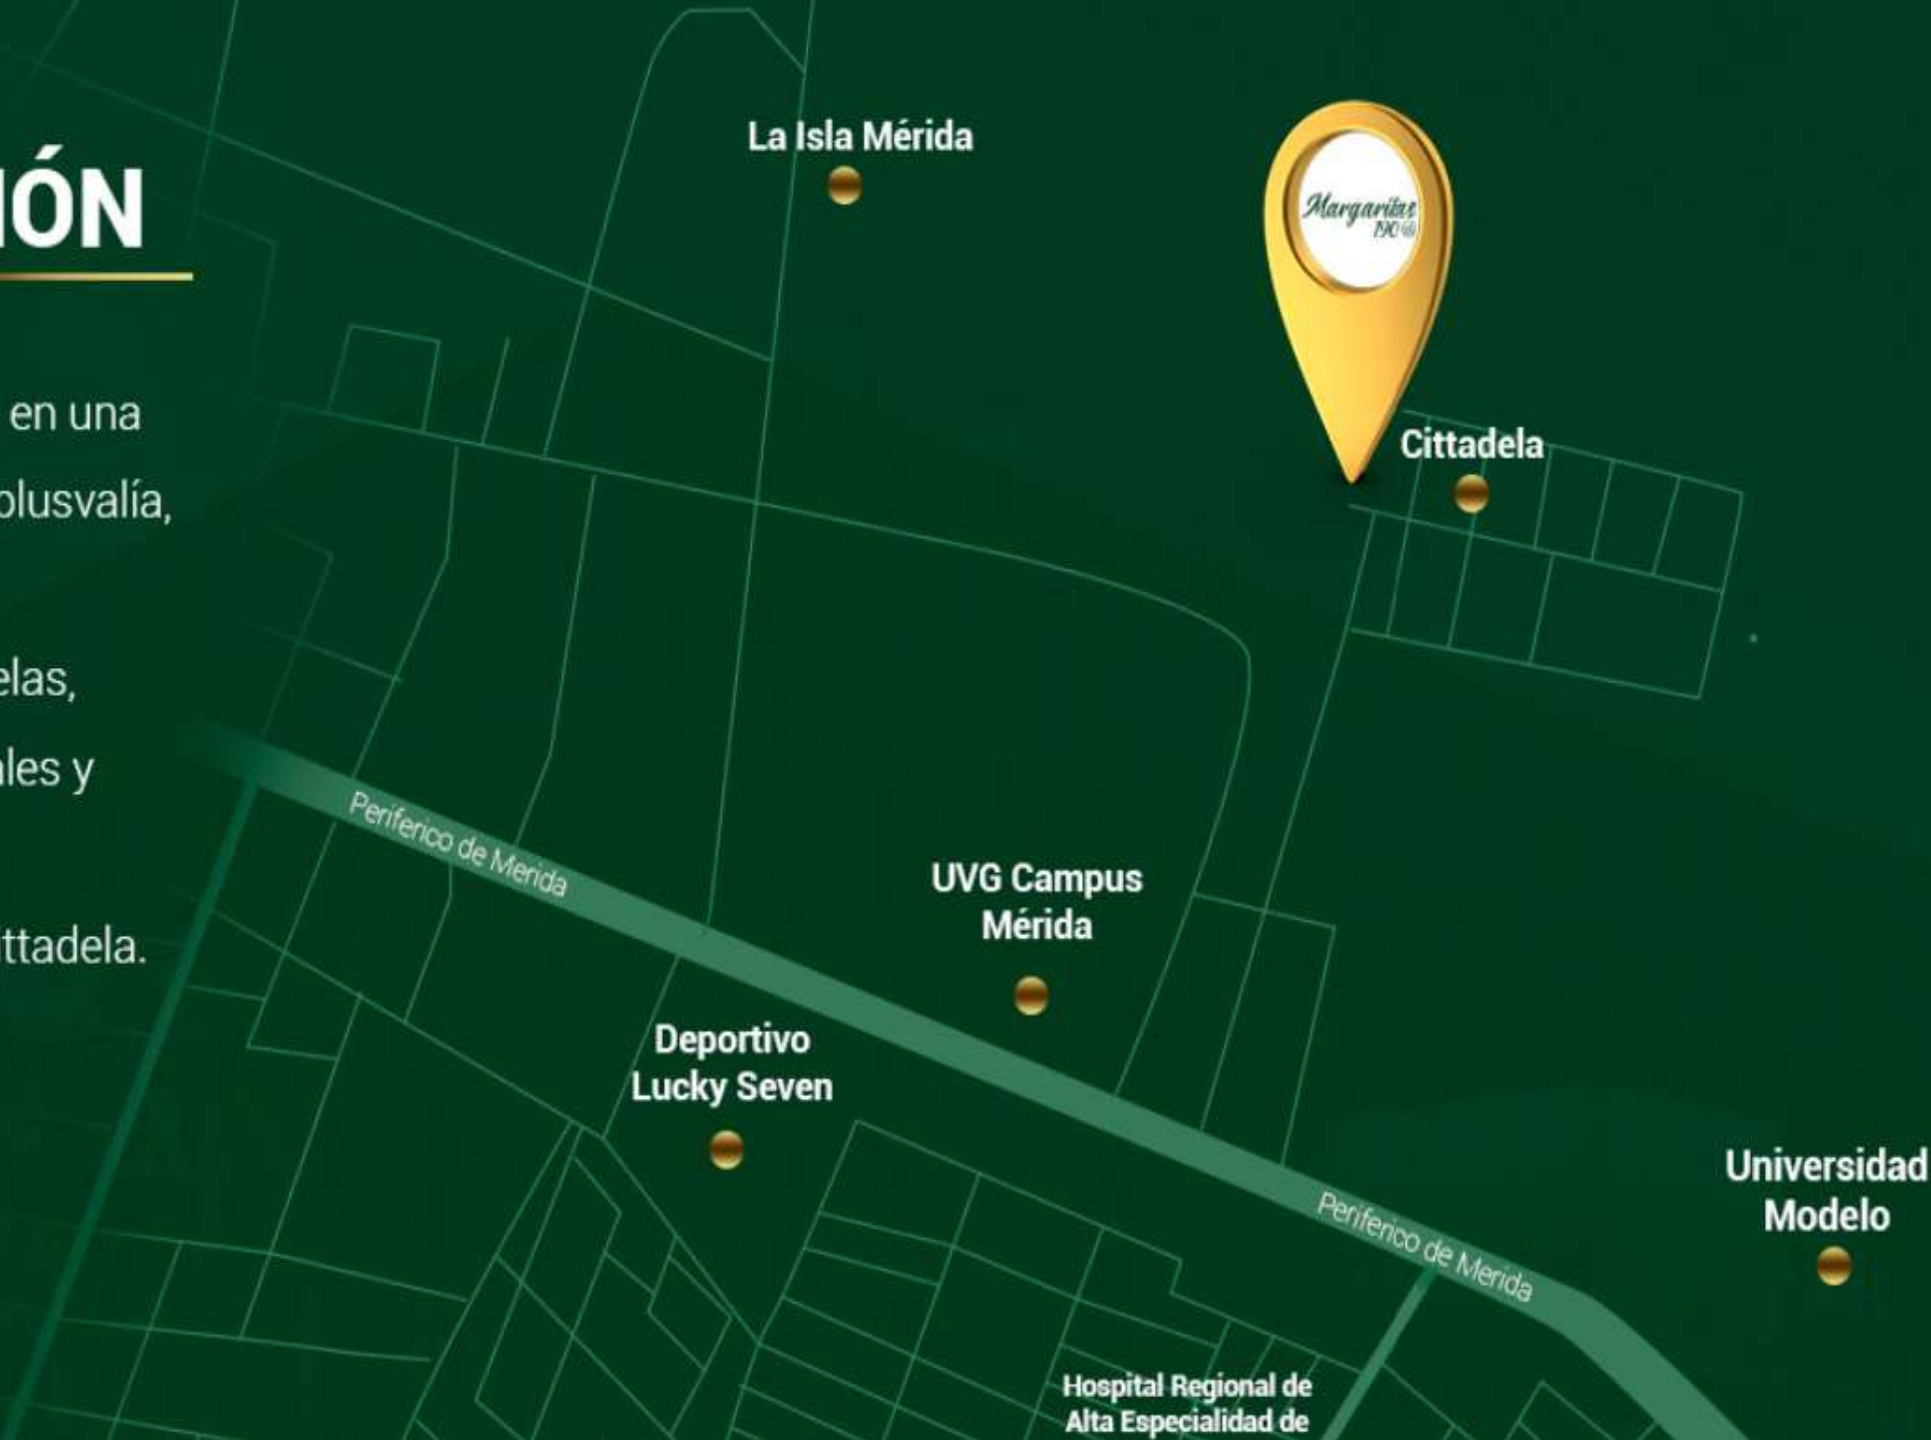 IÓN
en una
plusvalía,
elas,
ales y
ttadela.
La Isla Mérida
Margaritas
190
Cittadela
Periferico de Merida
UVG Campus
Mérida
Deportivo
Lucky Seven
Periferico de Merida
Universidad
Modelo
Hospital Regional de
Alta Especialidad de